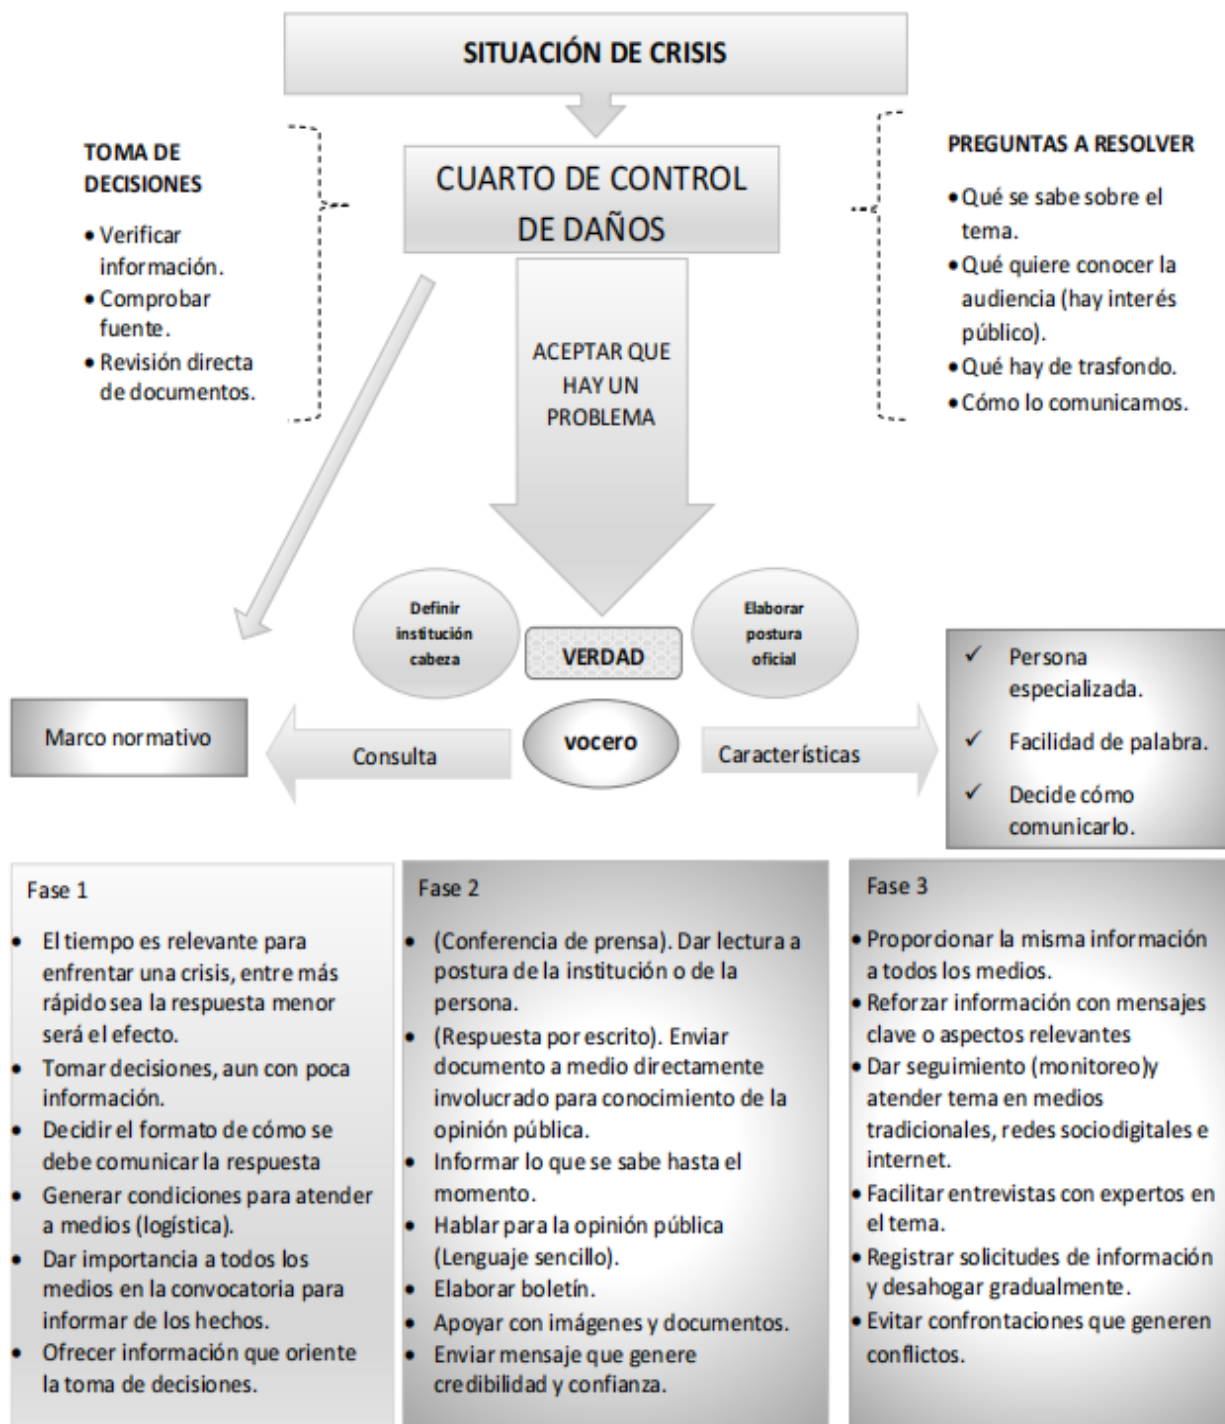 SITUACIÓN DE CRISIS
TOMA DE
DECISIONES
• Verificar
información.
• Comprobar
fuente.
• Revisión directa
de documentos.
CUARTO DE CONTROL
DE DAÑOS
PREGUNTAS A RESOLVER
• Qué se sabe sobre el
tema.
• Qué quiere conocer la
audiencia (hay interés
público).
• Qué hay de trasfondo.
• Cómo lo comunicamos.
ACEPTAR QUE
HAY UN
PROBLEMA
Definir
institución
cabeza
VERDAD
Elaborar
postura
oficial
Marco normativo
Consulta
vocero
Características
✓ Persona
especializada.
✓ Facilidad de palabra.
✓ Decide cómo
comunicarlo.
Fase 1
• El tiempo es relevante para
enfrentar una crisis, entre más
rápido sea la respuesta menor
será el efecto.
• Tomar decisiones, aun con poca
información.
• Decidir el formato de cómo se
debe comunicar la respuesta
• Generar condiciones para atender
a medios (logística).
• Dar importancia a todos los
medios en la convocatoria para
informar de los hechos.
• Ofrecer información que oriente
la toma de decisiones.
Fase 2
• (Conferencia de prensa). Dar lectura a
postura de la institución o de la
persona.
• (Respuesta por escrito). Enviar
documento a medio directamente
involucrado para conocimiento de la
opinión pública.
• Informar lo que se sabe hasta el
momento.
• Hablar para la opinión pública
(Lenguaje sencillo).
• Elaborar boletín.
• Apoyar con imágenes y documentos.
• Enviar mensaje que genere
credibilidad y confianza.
Fase 3
• Proporcionar la misma información
a todos los medios.
• Reforzar información con mensajes
clave o aspectos relevantes
• Dar seguimiento (monitoreo)y
atender tema en medios
tradicionales, redes sociodigitales e
internet.
• Facilitar entrevistas con expertos en
el tema.
• Registrar solicitudes de información
y desahogar gradualmente.
• Evitar confrontaciones que generen
conflictos.